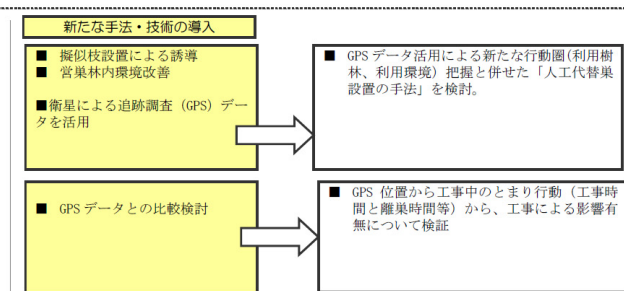 新たな手法・技術の導入
■ 擬似枝設置による誘導
■ 営巣林内環境改善
■衛星による追跡調査（GPS）デー
タを活用
■ GPSデータ活用による新たな行動圏(利用樹
林、利用環境）把握と併せた「人工代替巣
設置の手法」を検討。
■ GPSデータとの比較検討
■ GPS 位置から工事中のとまり行動（工事時
間と離巣時間等）から、工事による影響有
無について検証